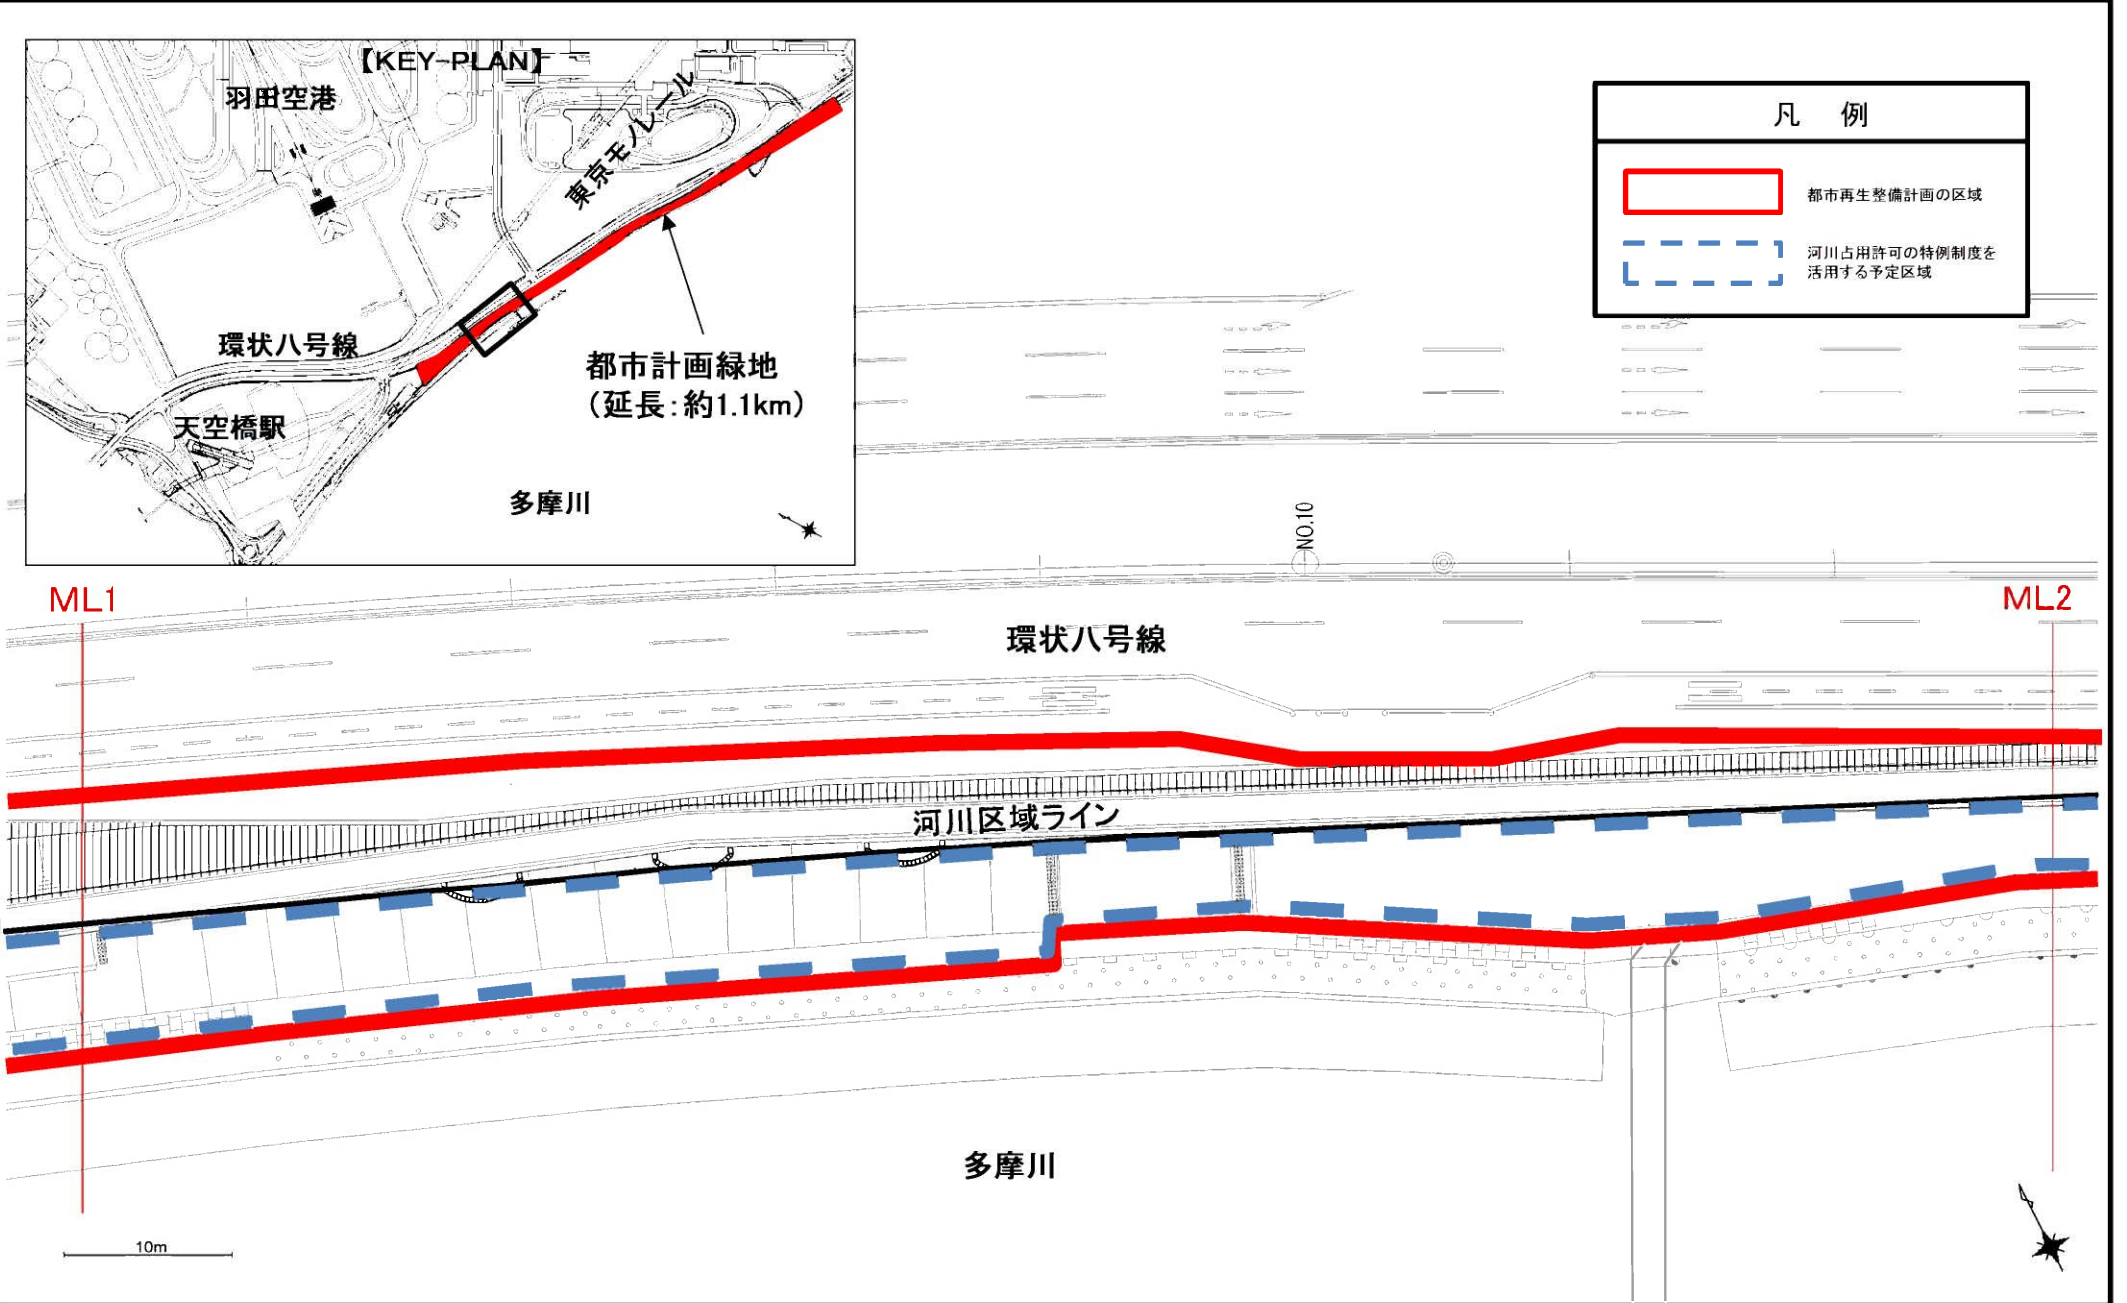 【KEY-PLAN】
羽田空港
東京モノレール
環状八号線
都市計画緑地
（延長：約1.1km）
天空橋駅
多摩川
凡 例
都市再生整備計画の区域
河川占用許可の特例制度を
活用する予定区域
NO.10
ML1
ML2
環状八号線
河川区域ライン
多摩川
10m